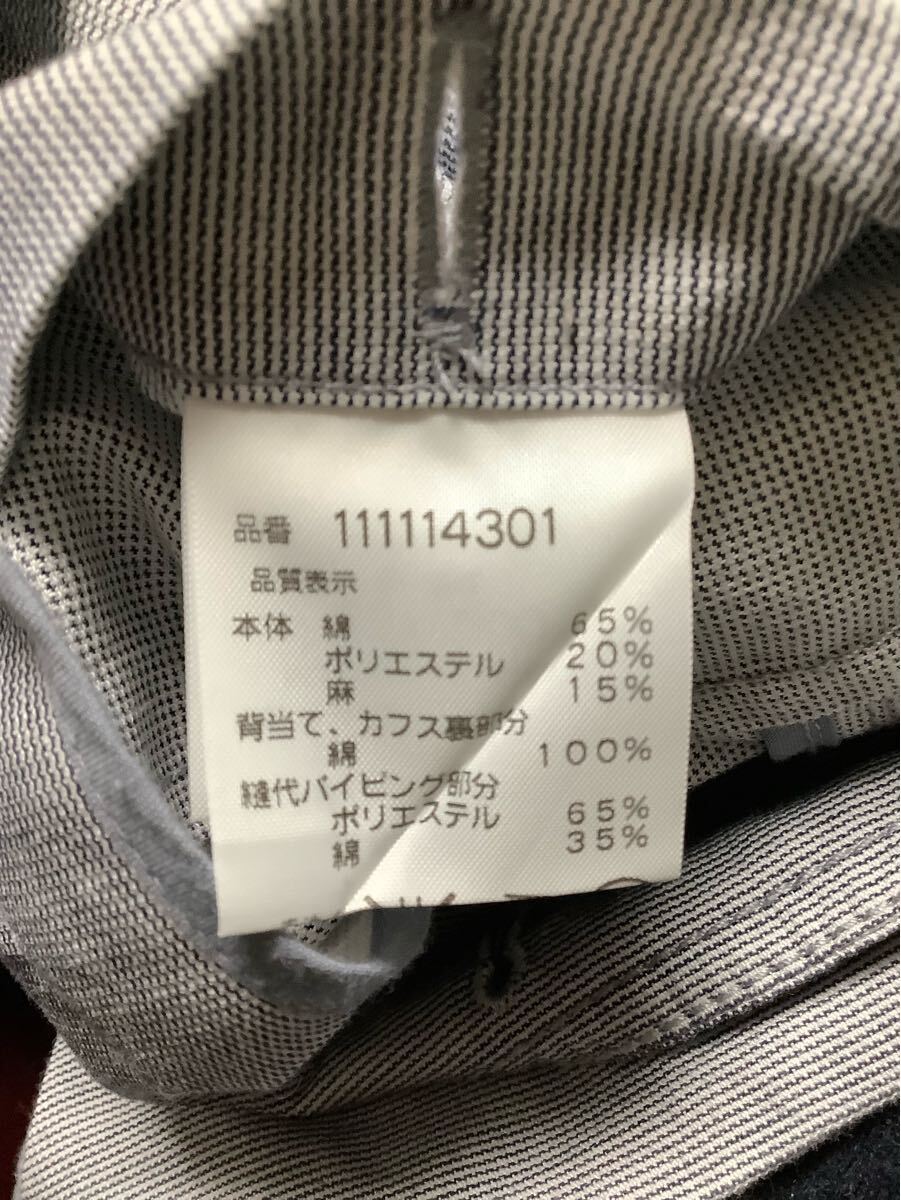 品番 111114301
品質表示
本体 綿 65%
ポリエステル 20%
麻 15%
背当て、カフス裏部分
綿 100%
縫代パイピング部分
ポリエステル 65%
綿 35%